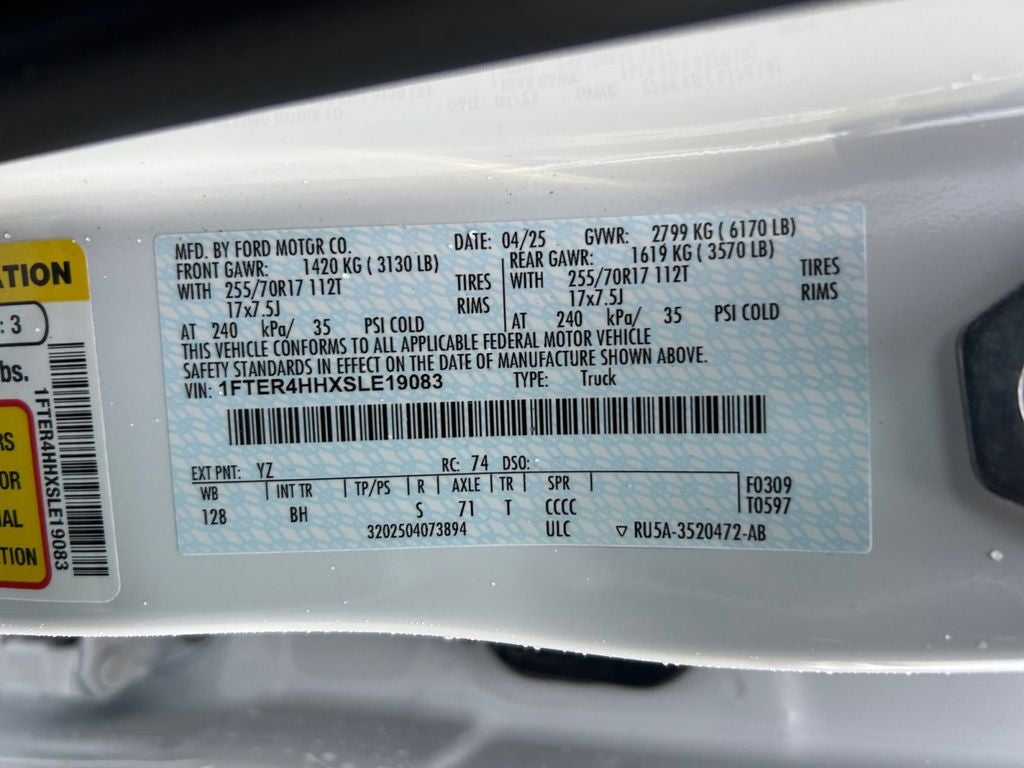 MFD. BY FORD MOTOR CO. DATE: 04/25 GVWR: 2799 KG ( 6170 LB)
FRONT GAWR: 1420 KG ( 3130 LB) REAR GAWR: 1619 KG ( 3570 LB)
WITH 255/70R17 112T TIRES WITH 255/70R17 112T TIRES
17x7.5J RIMS 17x7.5J RIMS
AT 240 kPa/ 35 PSI COLD AT 240 kPa/ 35 PSI COLD
THIS VEHICLE CONFORMS TO ALL APPLICABLE FEDERAL MOTOR VEHICLE
SAFETY STANDARDS IN EFFECT ON THE DATE OF MANUFACTURE SHOWN ABOVE.
VIN: 1FTER4HHXSLE19083 TYPE: Truck
EXT PNT: YZ RC: 74 DSO:
WB INT TR TP/PS R AXLE TR SPR F0309
128 BH S 71 T CCCC T0597
3202504073894 ULC ▽ RU5A-3520472-AB
: 3
1FTER4HHXSLE19083